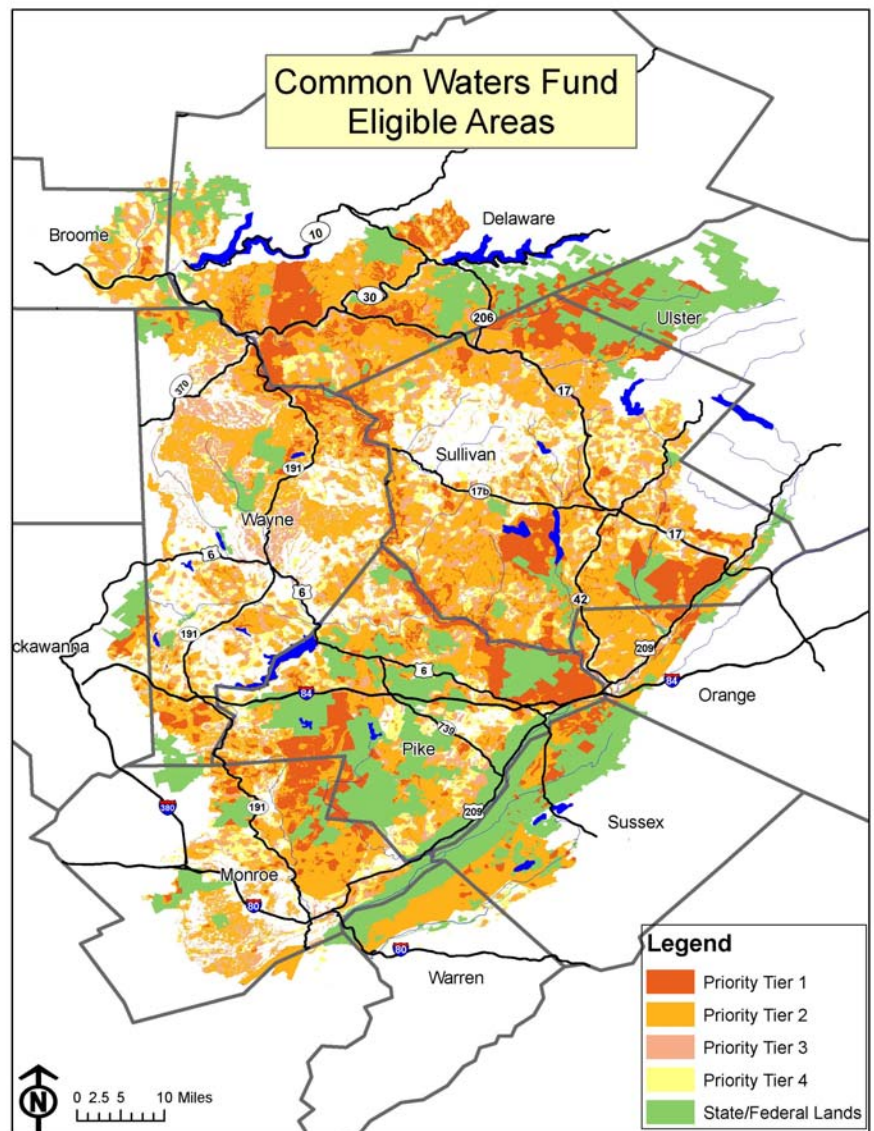 Common Waters Fund
Eligible Areas
Broome
Delaware
10
30
206
Ulster
370
17
191
Sullivan
17b
Wayne
17
6
6
42
191
ckawanna
6
209
84
84
Orange
739
Pike
380
191
209
Sussex
Monroe
80
80
Warren
Legend
Priority Tier 1
Priority Tier 2
Priority Tier 3
Priority Tier 4
State/Federal Lands
N
0 2.5 5 10 Miles